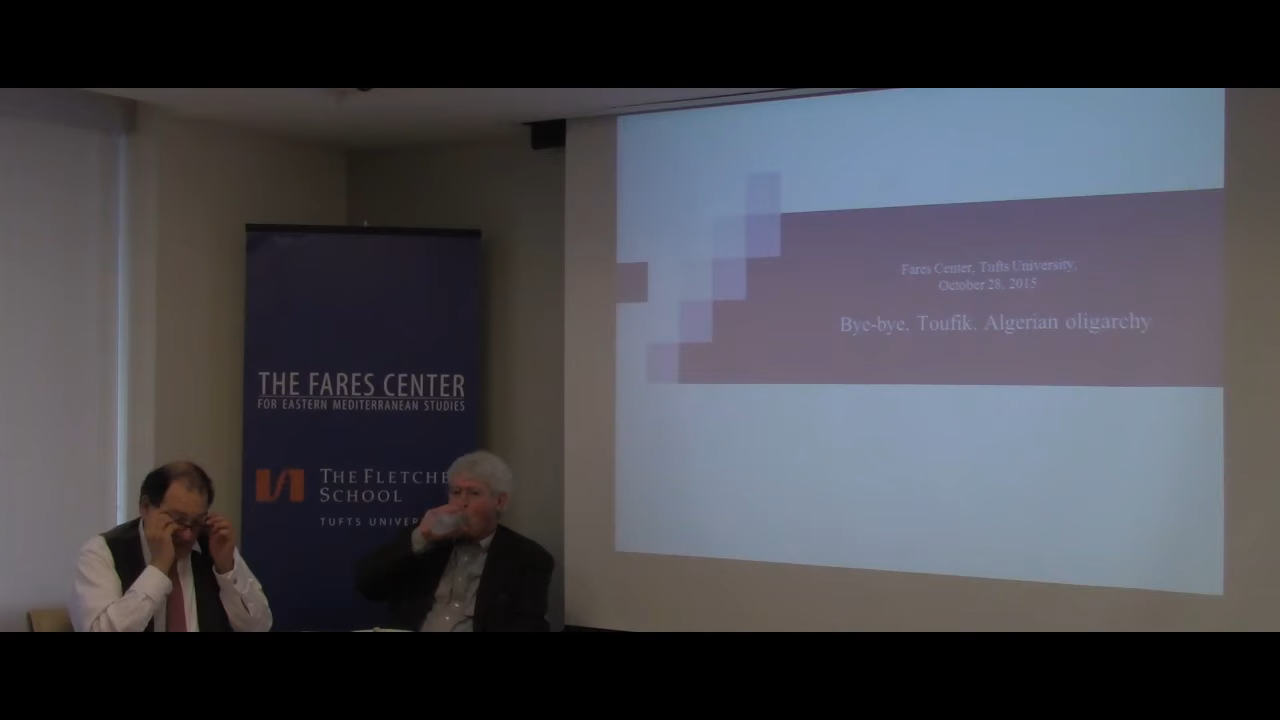 THE FARES CENTER
FOR EASTERN MEDITERRANEAN STUDIES
THE FLETCHE
SCHOOL
TUFTS UNIVER
Fares Center, Tufts University,
October 28, 2015
Bye-bye, Toufik. Algerian oligarchy